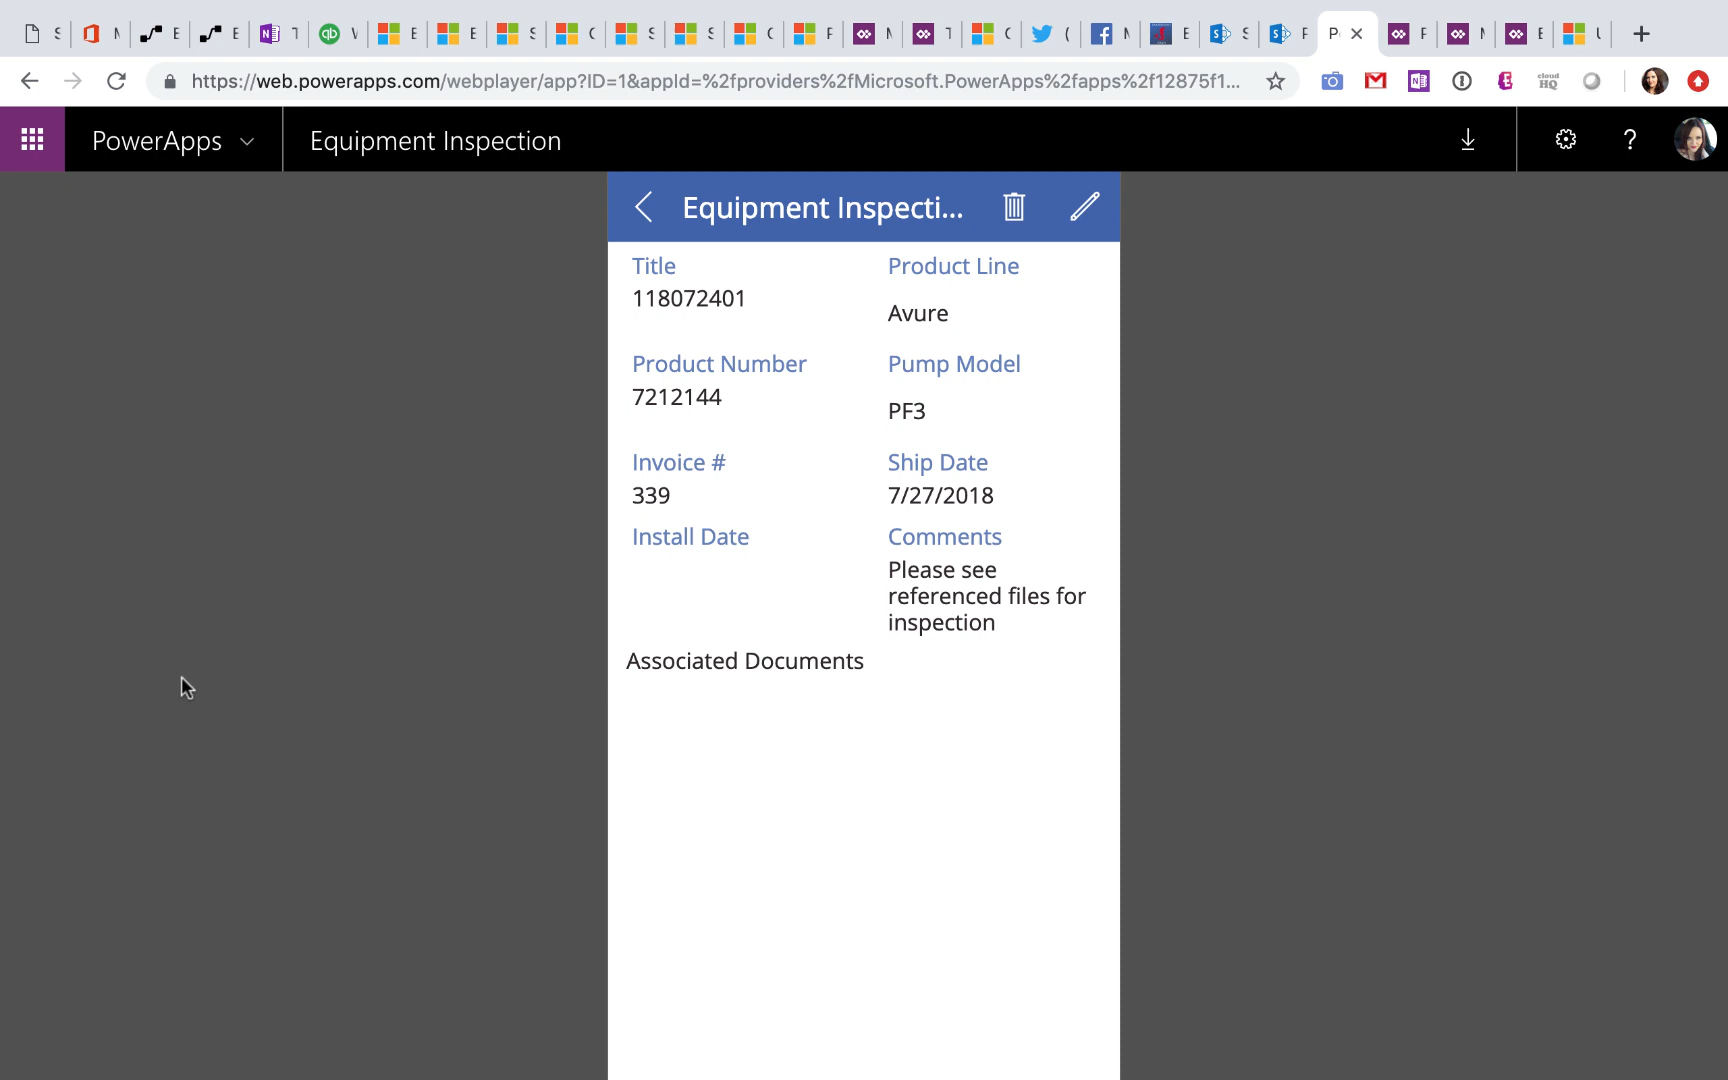 https://web.powerapps.com/webplayer/app?ID=1&appId=%2fproviders%2fMicrosoft.PowerApps%2fapps%2f12875f1...
cloud
HQ
PowerApps
Equipment Inspection
?
Equipment Inspecti...
Title
Product Line
118072401
Avure
Product Number
Pump Model
7212144
PF3
Invoice #
Ship Date
339
7/27/2018
Install Date
Comments
Please see
referenced files for
inspection
Associated Documents